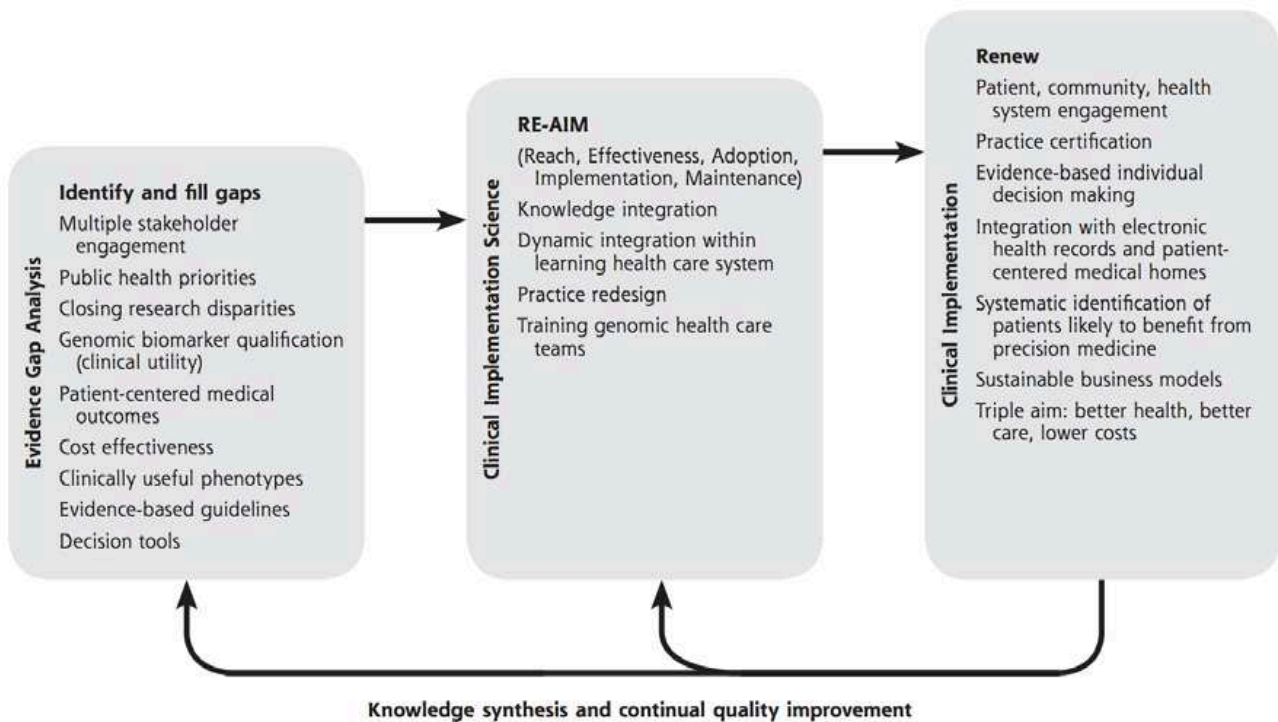 Evidence Gap Analysis
Identify and fill gaps
Multiple stakeholder
engagement
Public health priorities
Closing research disparities
Genomic biomarker qualification
(clinical utility)
Patient-centered medical
outcomes
Cost effectiveness
Clinically useful phenotypes
Evidence-based guidelines
Decision tools
Clinical Implementation Science
RE-AIM
(Reach, Effectiveness, Adoption,
Implementation, Maintenance)
Knowledge integration
Dynamic integration within
learning health care system
Practice redesign
Training genomic health care
teams
Clinical Implementation
Renew
Patient, community, health
system engagement
Practice certification
Evidence-based individual
decision making
Integration with electronic
health records and patient-
centered medical homes
Systematic identification of
patients likely to benefit from
precision medicine
Sustainable business models
Triple aim: better health, better
care, lower costs
Knowledge synthesis and continual quality improvement